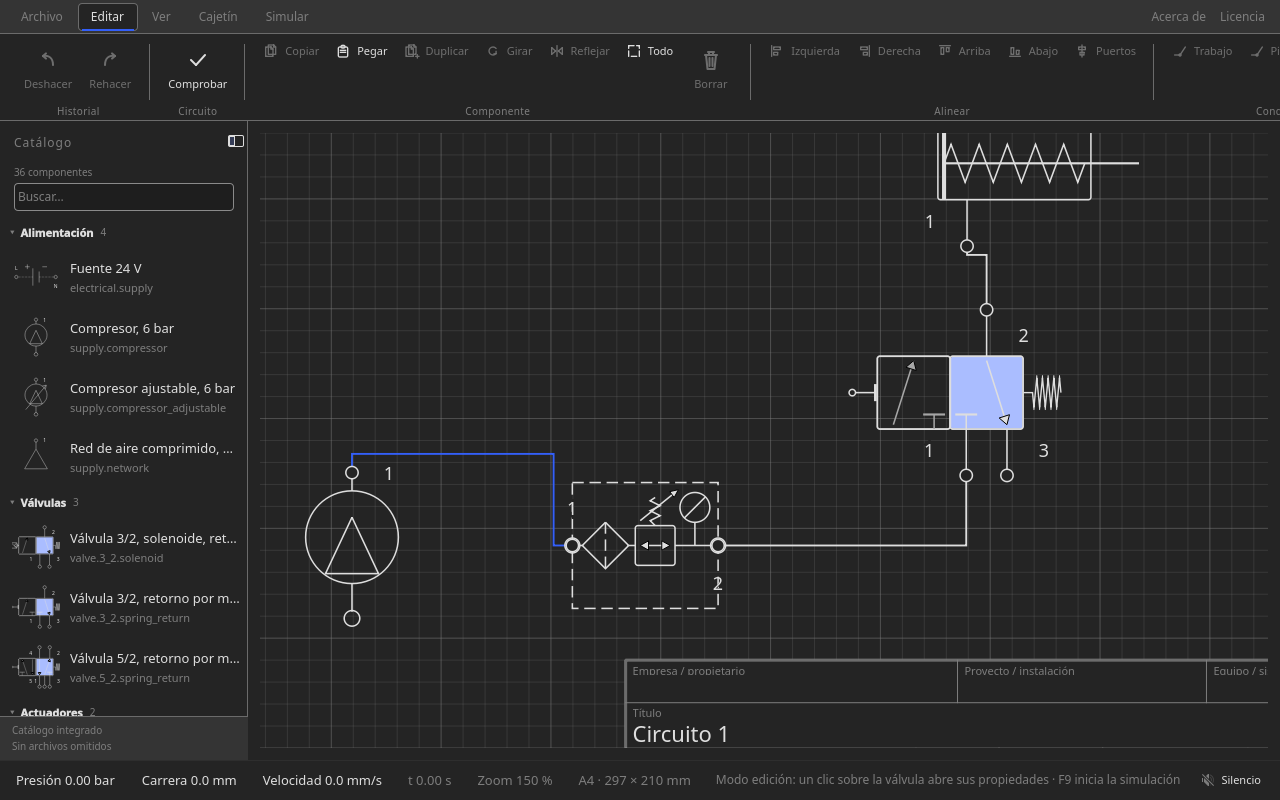 Archivo Editar Ver Cajetín Simular Acerca de Licencia
Copiar Pegar Duplicar Girar Reflejar Todo Izquierda Derecha Arriba Abajo Puertos Trabajo
Deshacer Rehacer Comprobar Borrar
Historial Circuito Componente Alinear
Catálogo
36 componentes
Buscar...
Alimentación 4
Fuente 24 V
electrical.supply
Compresor, 6 bar
supply.compressor
Compresor ajustable, 6 bar
supply.compressor_adjustable
Red de aire comprimido, ...
supply.network
Válvulas 3
Válvula 3/2, solenoide, ret...
valve.3_2.solenoid
Válvula 3/2, retorno por m...
valve.3_2.spring_return
Válvula 5/2, retorno por m...
valve.5_2.spring_return
Actuadores 2
Catálogo integrado
Sin archivos omitidos
1
2
1 3
1
1
2
Empresa / propietario Proyecto / instalación Equipo / si
Título
Circuito 1
Presión 0.00 bar Carrera 0.0 mm Velocidad 0.0 mm/s t 0.00 s Zoom 150 % A4 · 297 × 210 mm Modo edición: un clic sobre la válvula abre sus propiedades · F9 inicia la simulación Silencio